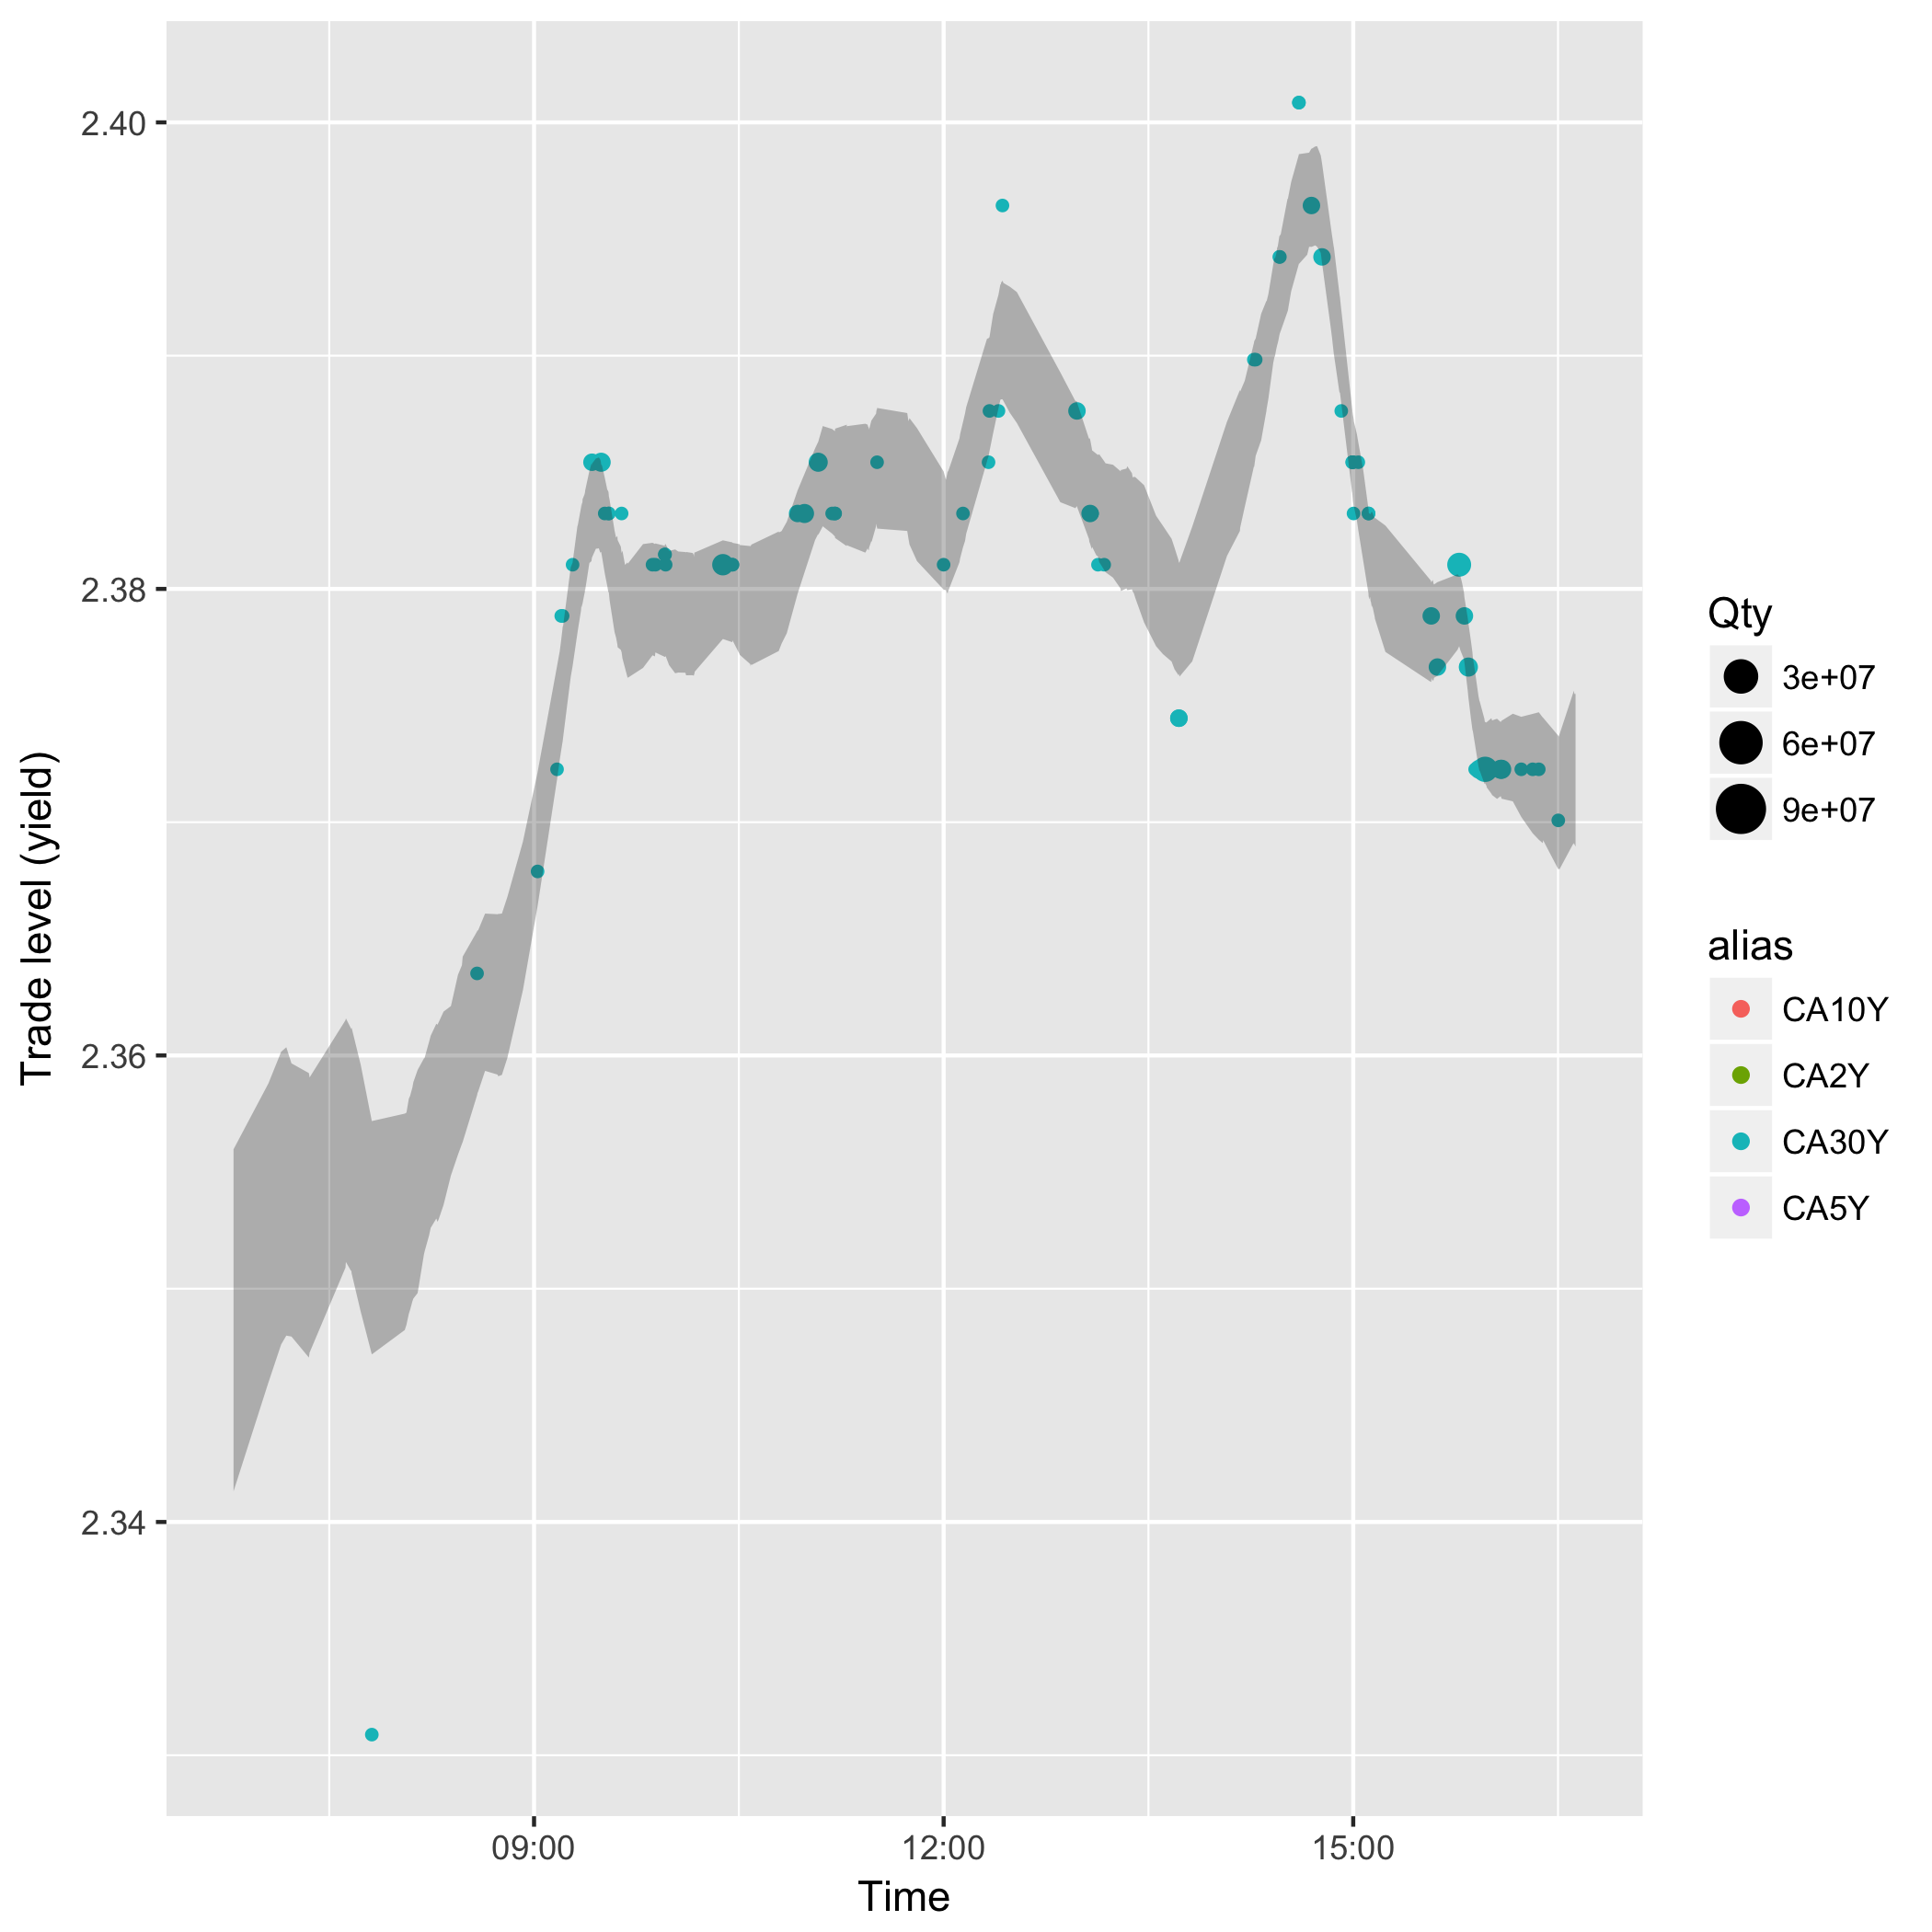 2.40
2.38
2.36
2.34
Trade level (yield)
09:00
12:00
15:00
Time
Qty
3e+07
6e+07
9e+07
alias
CA10Y
CA2Y
CA30Y
CA5Y